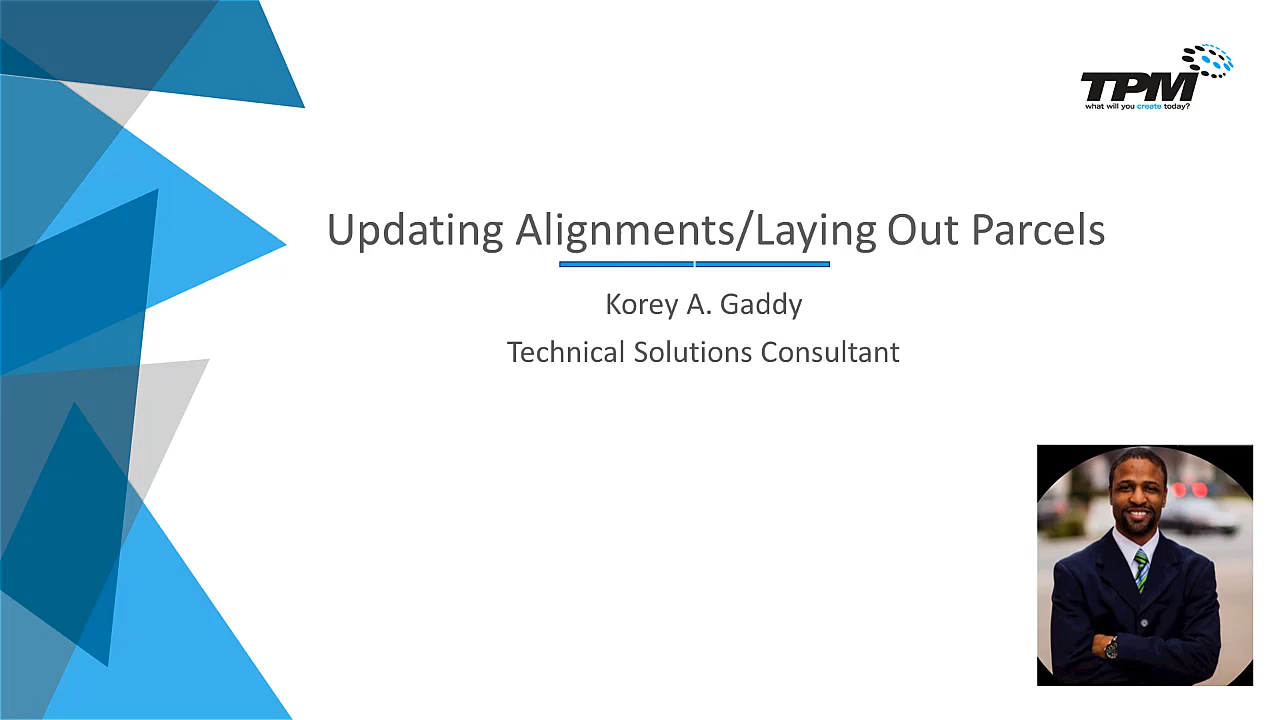 TPM
what will you create today?
Updating Alignments/Laying Out Parcels
Korey A. Gaddy
Technical Solutions Consultant